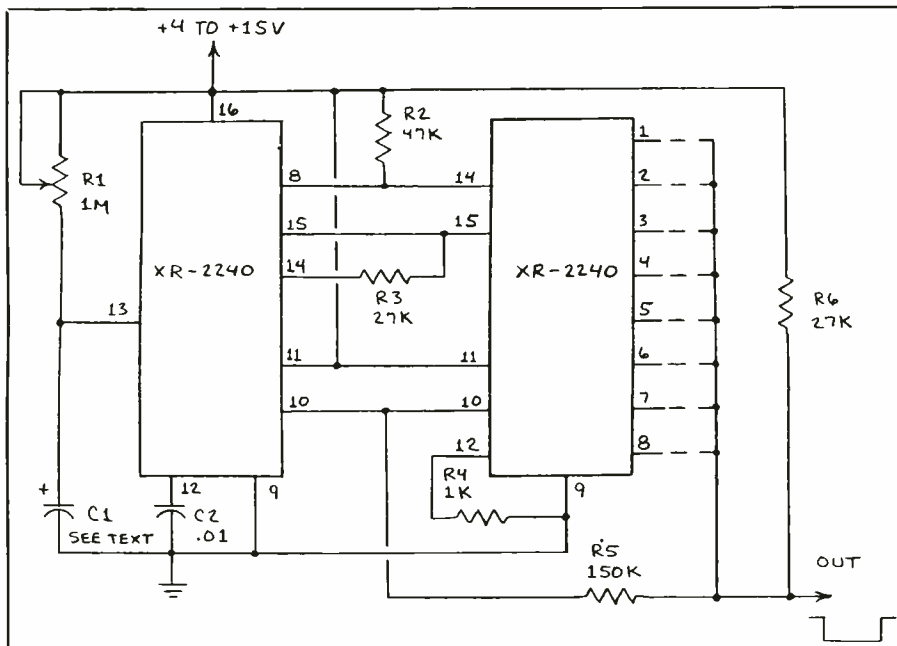 +4 TO +15V
16
R1
1M
XR-2240
13
8
15
14
11
10
12
9
R2
47K
R3
27K
14
15
11
10
12
XR-2240
9
1
2
3
4
5
6
7
8
R4
1K
R5
150K
R6
27K
+
C1
SEE TEXT
C2
.01
OUT